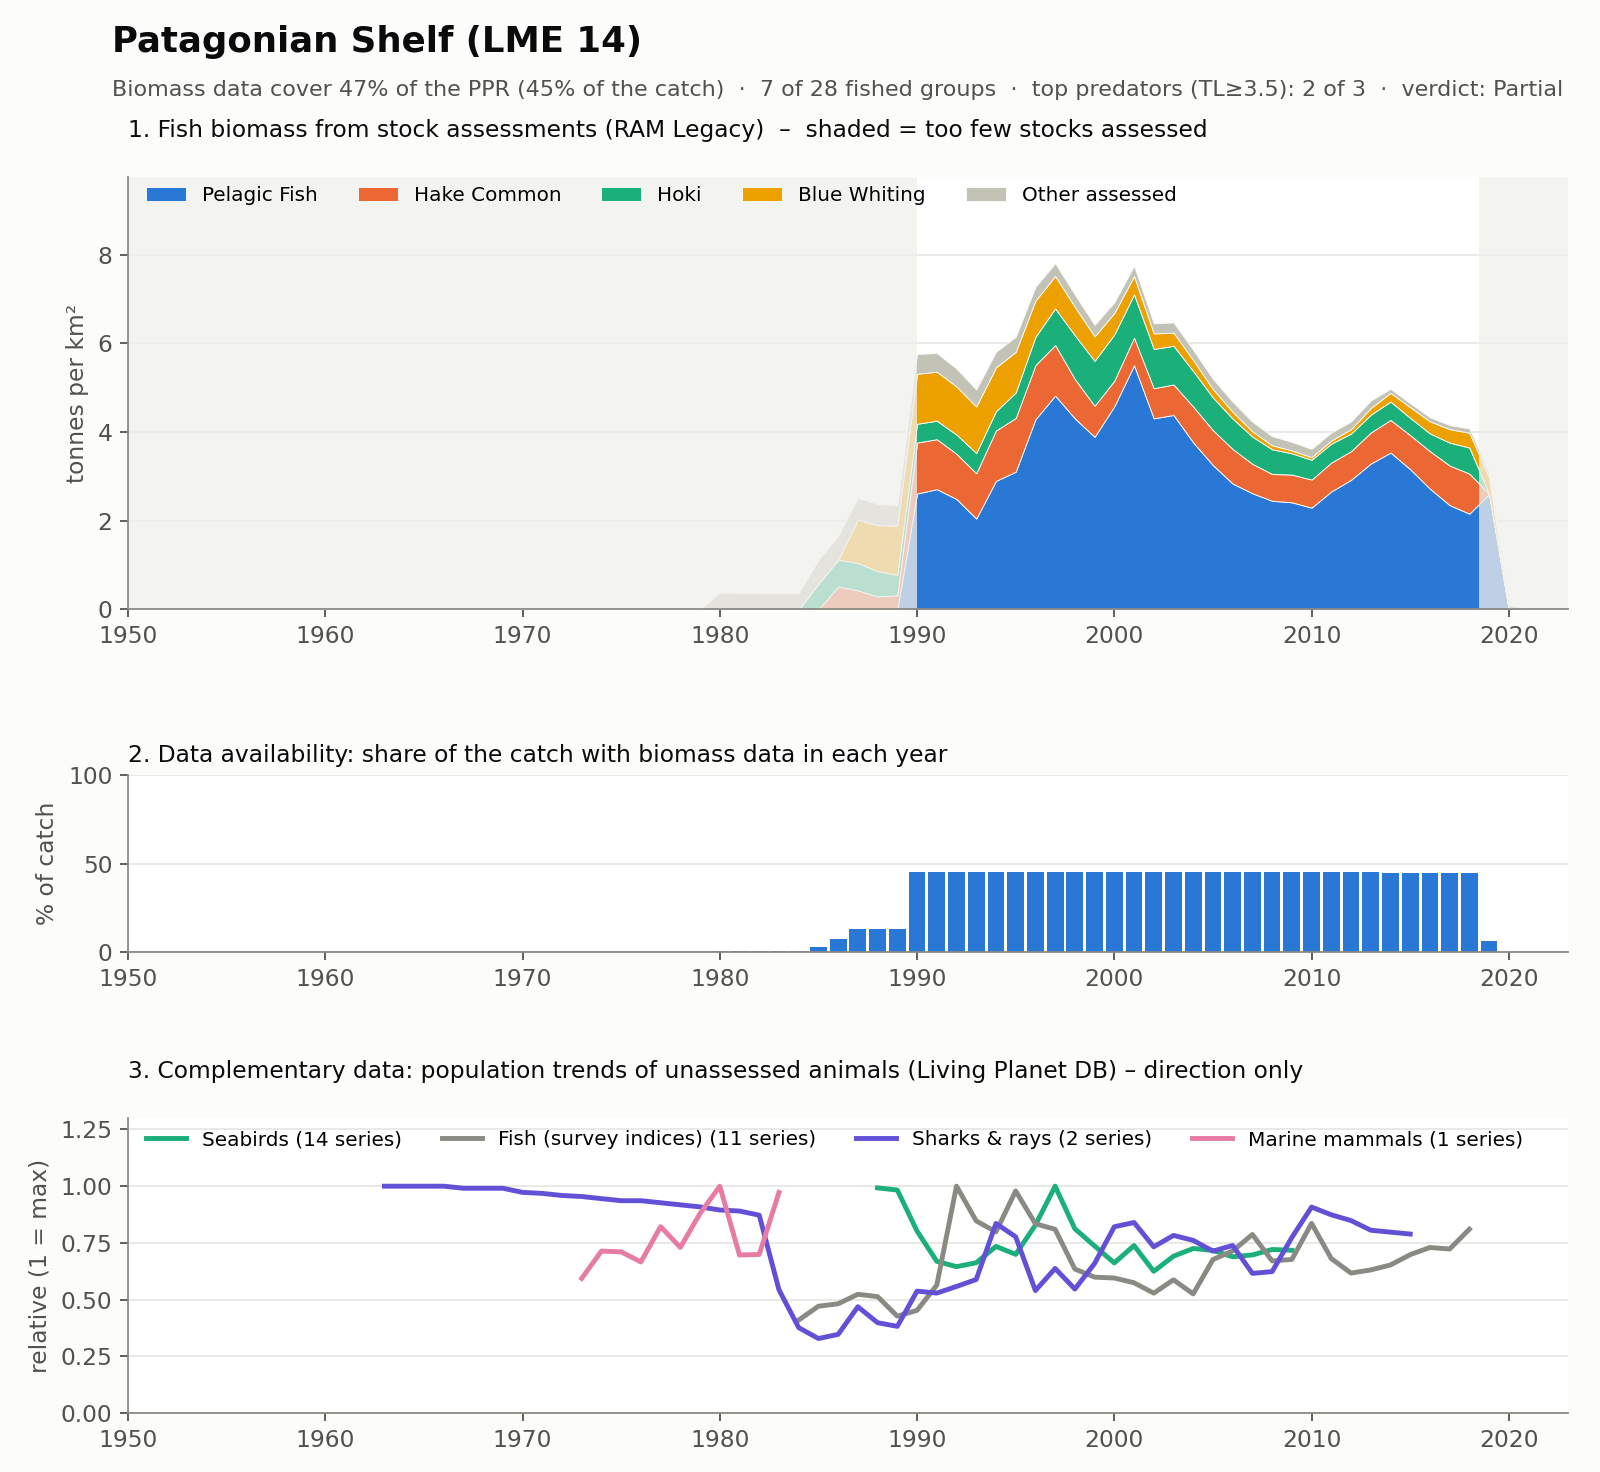 Patagonian Shelf (LME 14)
Biomass data cover 47% of the PPR (45% of the catch)  ·  7 of 28 fished groups  ·  top predators (TL≥3.5): 2 of 3  ·  verdict: Partial
1. Fish biomass from stock assessments (RAM Legacy)  –  shaded = too few stocks assessed
Pelagic Fish Hake Common Hoki Blue Whiting Other assessed
tonnes per km²
8
6
4
2
0
1950 1960 1970 1980 1990 2000 2010 2020
2. Data availability: share of the catch with biomass data in each year
% of catch
100
50
0
1950 1960 1970 1980 1990 2000 2010 2020
3. Complementary data: population trends of unassessed animals (Living Planet DB) – direction only
Seabirds (14 series) Fish (survey indices) (11 series) Sharks & rays (2 series) Marine mammals (1 series)
relative (1 = max)
1.25
1.00
0.75
0.50
0.25
0.00
1950 1960 1970 1980 1990 2000 2010 2020